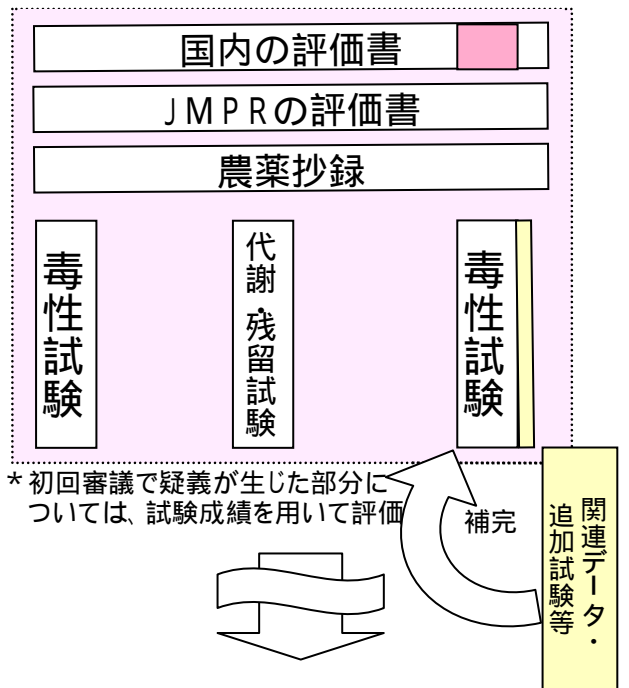 国内の評価書
JMPRの評価書
農薬抄録
毒性試験
代謝・残留試験
毒性試験
*初回審議で疑義が生じた部分に
ついては、試験成績を用いて評価
補完
関連データ・
追加試験等